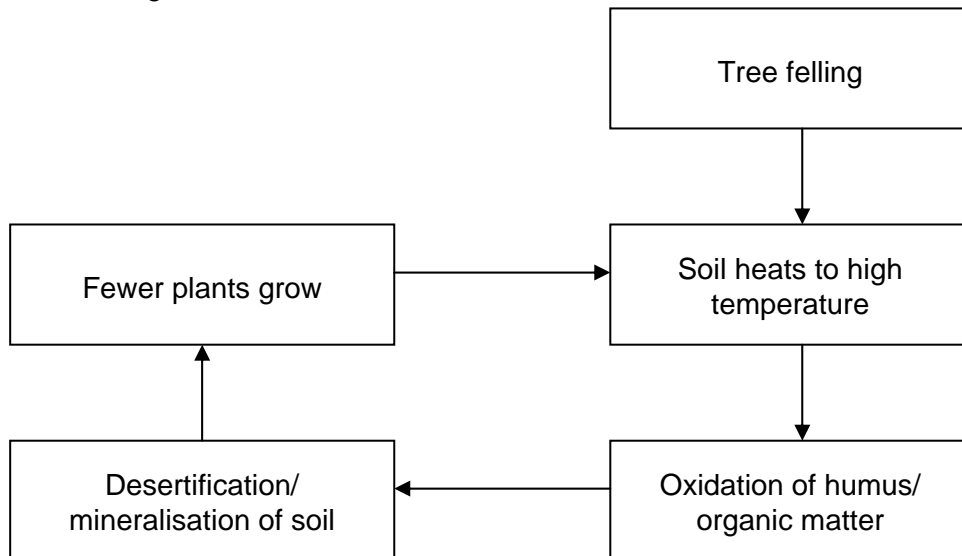 Tree felling
Fewer plants grow
Soil heats to high
temperature
Desertification/
mineralisation of soil
Oxidation of humus/
organic matter